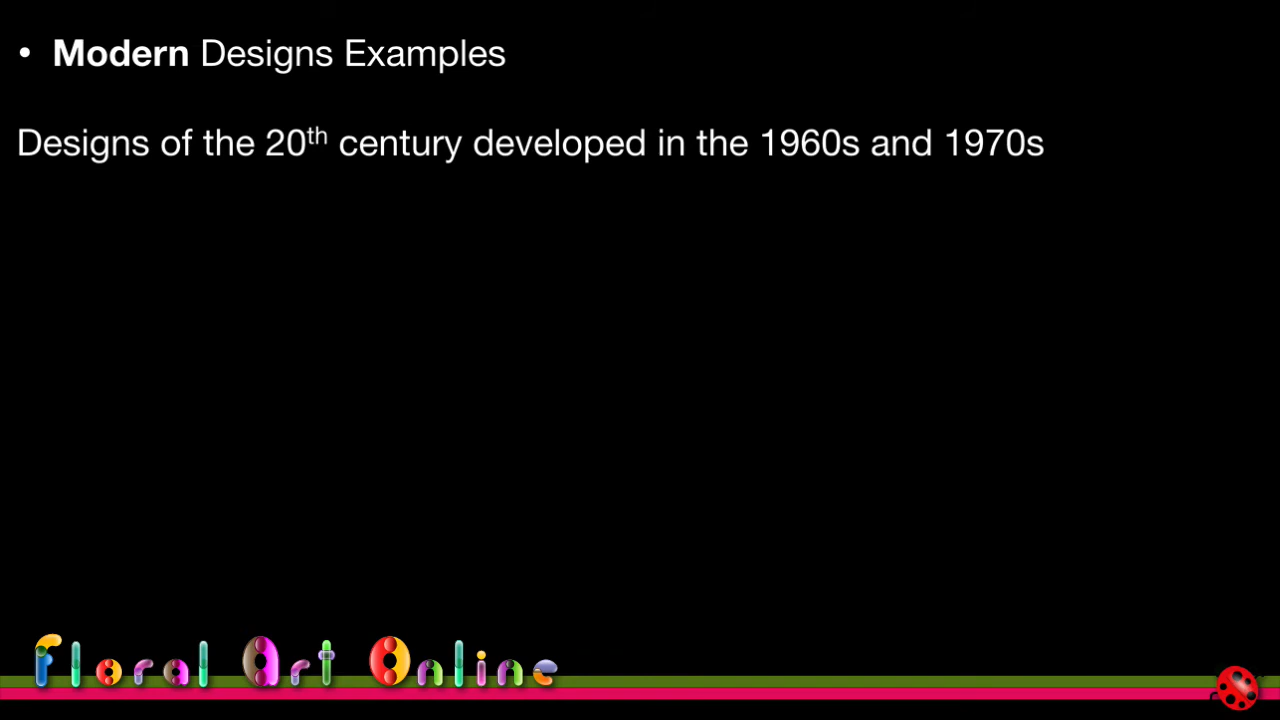 • Modern Designs Examples
Designs of the 20th century developed in the 1960s and 1970s
Floral Art Online